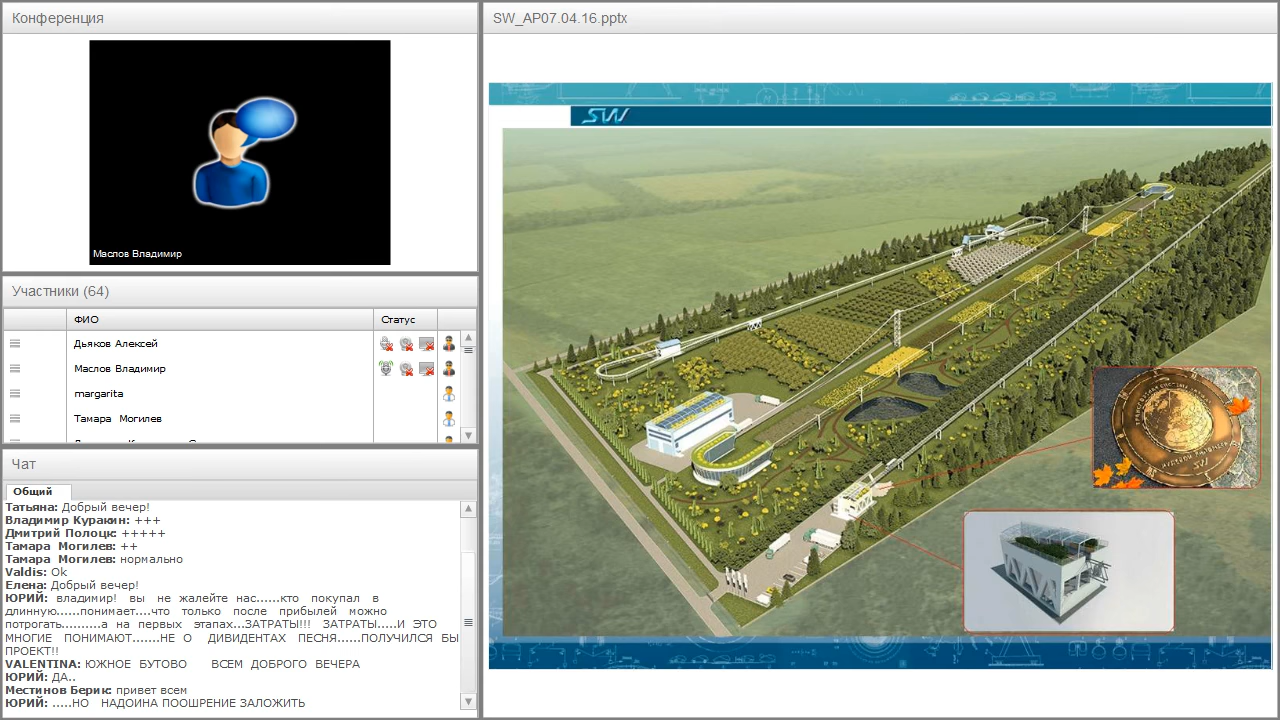 Конференция
Маслов Владимир
Участники (64)
ФИО
Статус
Дьяков Алексей
Маслов Владимир
margarita
Тамара Могилев
Чат
Общий
Татьяна: Добрый вечер!
Владимир Куракин: +++
Дмитрий Полоцк: +++++
Тамара Могилев: ++
Тамара Могилев: нормально
Valdis: Ok
Елена: Добрый вечер!
ЮРИЙ: владимир! вы не жалейте нас......кто покупал в
длинную......понимает....что только после прибылей можно
потрогать..........а на первых этапах...ЗАТРАТЫ!!! ЗАТРАТЫ.....И ЭТО
МНОГИЕ ПОНИМАЮТ.......НЕ О ДИВИДЕНТАХ ПЕСНЯ......ПОЛУЧИЛСЯ БЫ
ПРОЕКТ!!
VALENTINA: ЮЖНОЕ БУТОВО ВСЕМ ДОБРОГО ВЕЧЕРА
ЮРИЙ: ДА..
Местинов Берик: привет всем
ЮРИЙ: .....НО НАДОИНА ПООШРЕНИЕ ЗАЛОЖИТЬ
SW_AP07.04.16.pptx
SW
SW